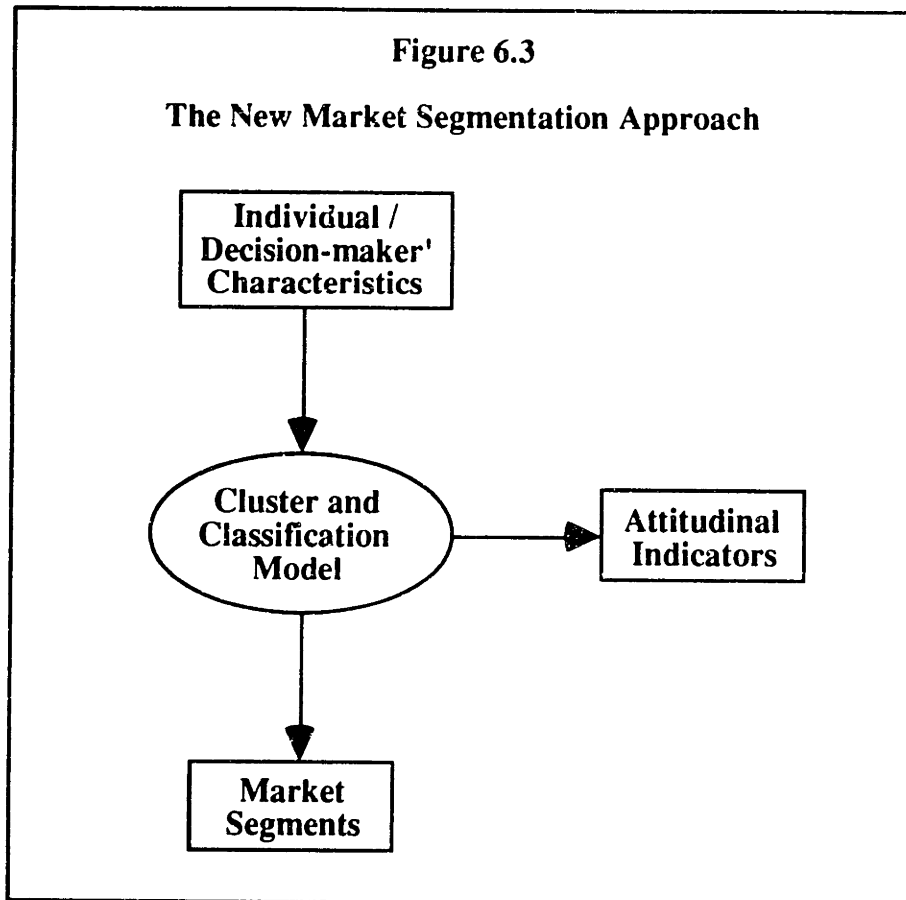 Figure 6.3
The New Market Segmentation Approach
Individual /
Decision-maker'
Characteristics
Cluster and
Classification
Model
Attitudinal
Indicators
Market
Segments